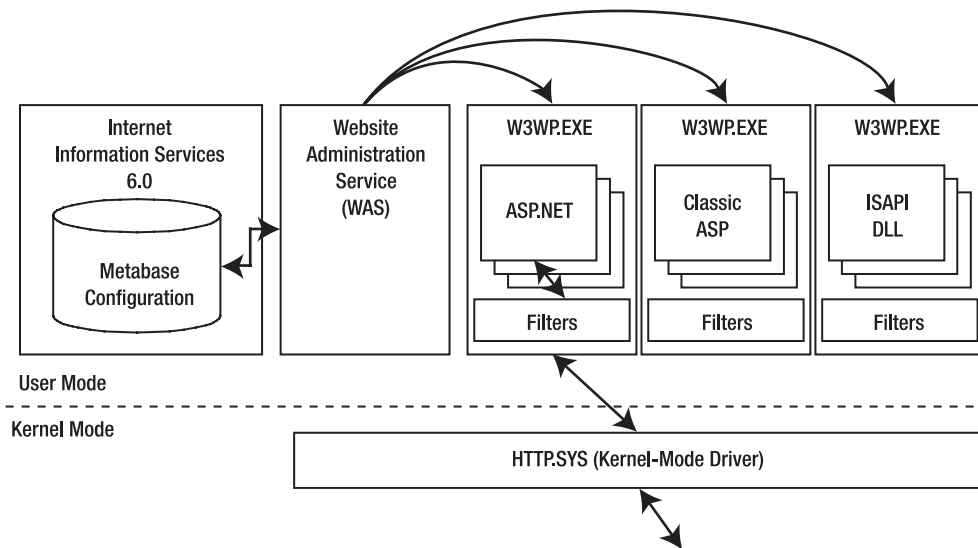 Internet
Information Services
6.0
Metabase
Configuration
Website
Administration
Service
(WAS)
W3WP.EXE
ASP.NET
Filters
W3WP.EXE
Classic
ASP
Filters
W3WP.EXE
ISAPI
DLL
Filters
User Mode
Kernel Mode
HTTP.SYS (Kernel-Mode Driver)